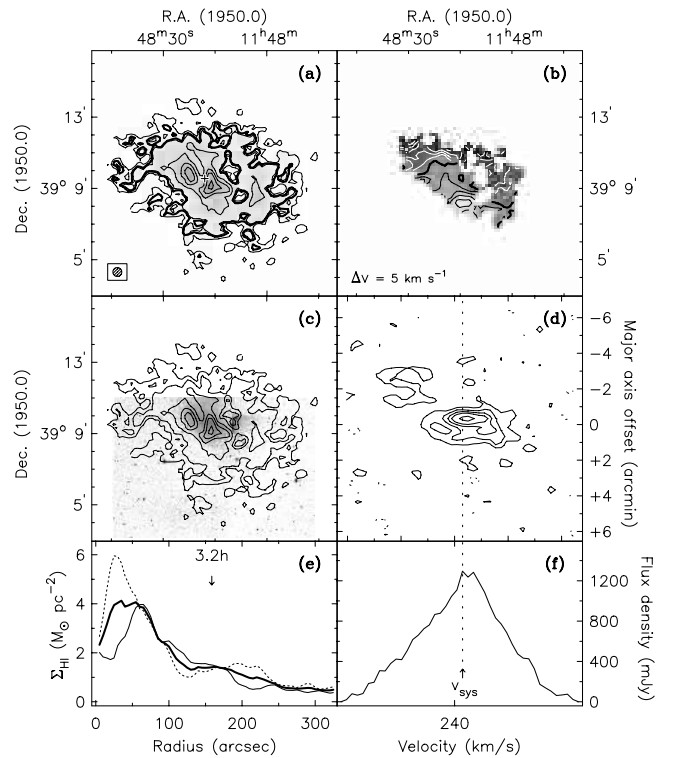 R.A. (1950.0) R.A. (1950.0)
48ᵐ30ˢ 11ʰ48ᵐ 48ᵐ30ˢ 11ʰ48ᵐ
(a) (b)
Dec. (1950.0)
13'
39° 9'
5'
13'
39° 9'
5'
ΔV = 5 km s⁻¹
(c) (d)
Dec. (1950.0)
13'
39° 9'
5'
-6
-4
-2
0
+2
+4
+6
Major axis offset (arcmin)
(e) (f)
3.2h
Σ_HI (M_⊙ pc⁻²)
6
4
2
0
V_sys
1200
800
400
0
Flux density (mJy)
0 100 200 300 240
Radius (arcsec) Velocity (km/s)